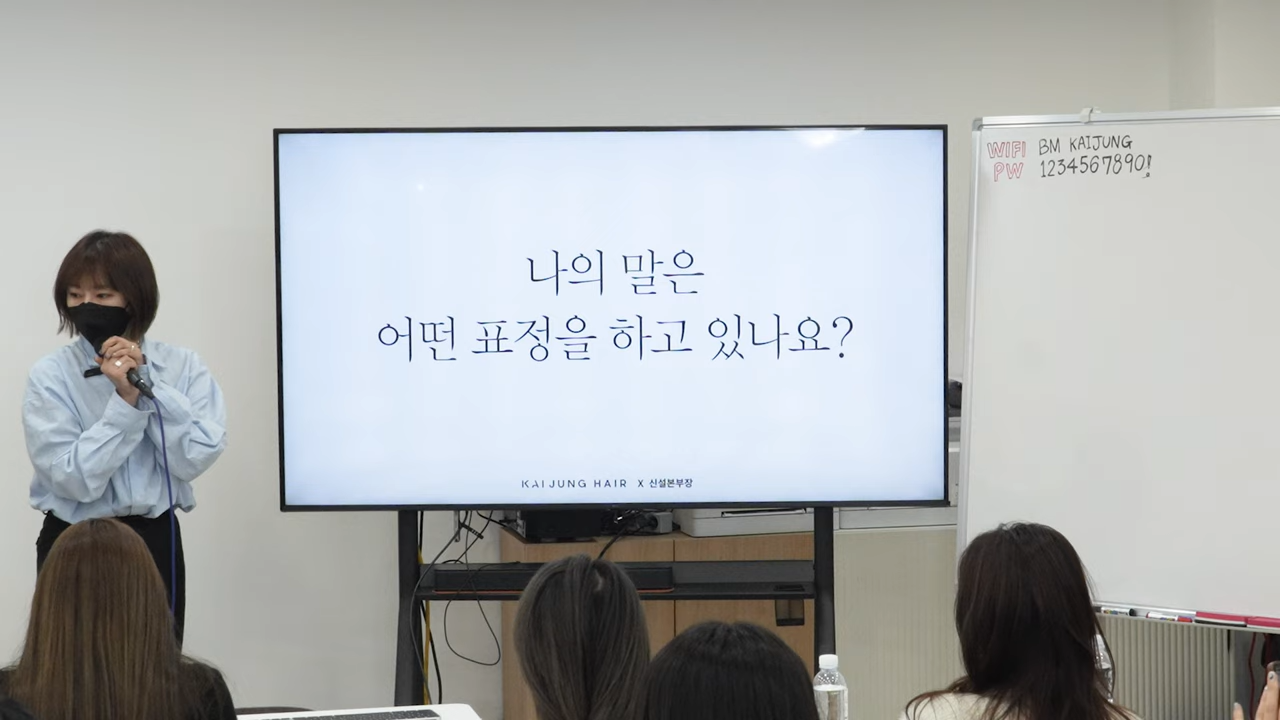 나의 말은
어떤 표정을 하고 있나요?
KAIJUNG HAIR X 신설본부장
WIFI BM KAIJUNG
PW 1234567890!